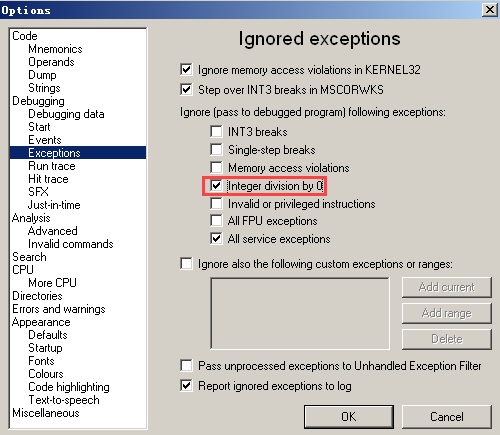 Options
Code
Mnemonics
Operands
Dump
Strings
Debugging
Debugging data
Start
Events
Exceptions
Run trace
Hit trace
SFX
Just-in-time
Analysis
Advanced
Invalid commands
Search
CPU
More CPU
Directories
Errors and warnings
Appearance
Defaults
Startup
Fonts
Colours
Code highlighting
Text-to-speech
Miscellaneous
Ignored exceptions
Ignore memory access violations in KERNEL32
Step over INT3 breaks in MSCORWKS
Ignore (pass to debugged program) following exceptions:
INT3 breaks
Single-step breaks
Memory access violations
Integer division by 0
Invalid or privileged instructions
All FPU exceptions
All service exceptions
Ignore also the following custom exceptions or ranges:
Add current
Add range
Delete
Pass unprocessed exceptions to Unhandled Exception Filter
Report ignored exceptions to log
OK
Cancel